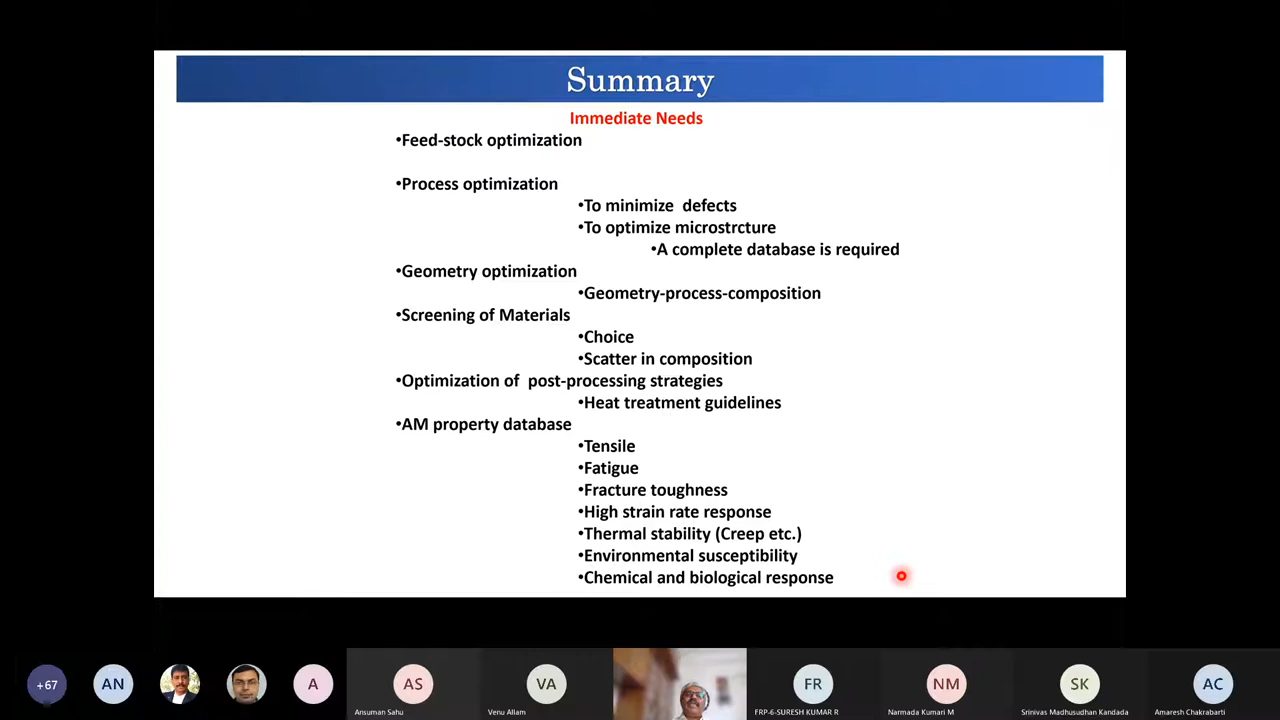 Summary
Immediate Needs
•Feed-stock optimization
•Process optimization
•To minimize defects
•To optimize microstrcture
•A complete database is required
•Geometry optimization
•Geometry-process-composition
•Screening of Materials
•Choice
•Scatter in composition
•Optimization of post-processing strategies
•Heat treatment guidelines
•AM property database
•Tensile
•Fatigue
•Fracture toughness
•High strain rate response
•Thermal stability (Creep etc.)
•Environmental susceptibility
•Chemical and biological response
+67 AN A AS VA FR NM SK AC
Ansuman Sahu Venu Allam FRP-6-SURESH KUMAR R Narmada Kumari M Srinivas Madhusudhan Kandada Amaresh Chakrabarti